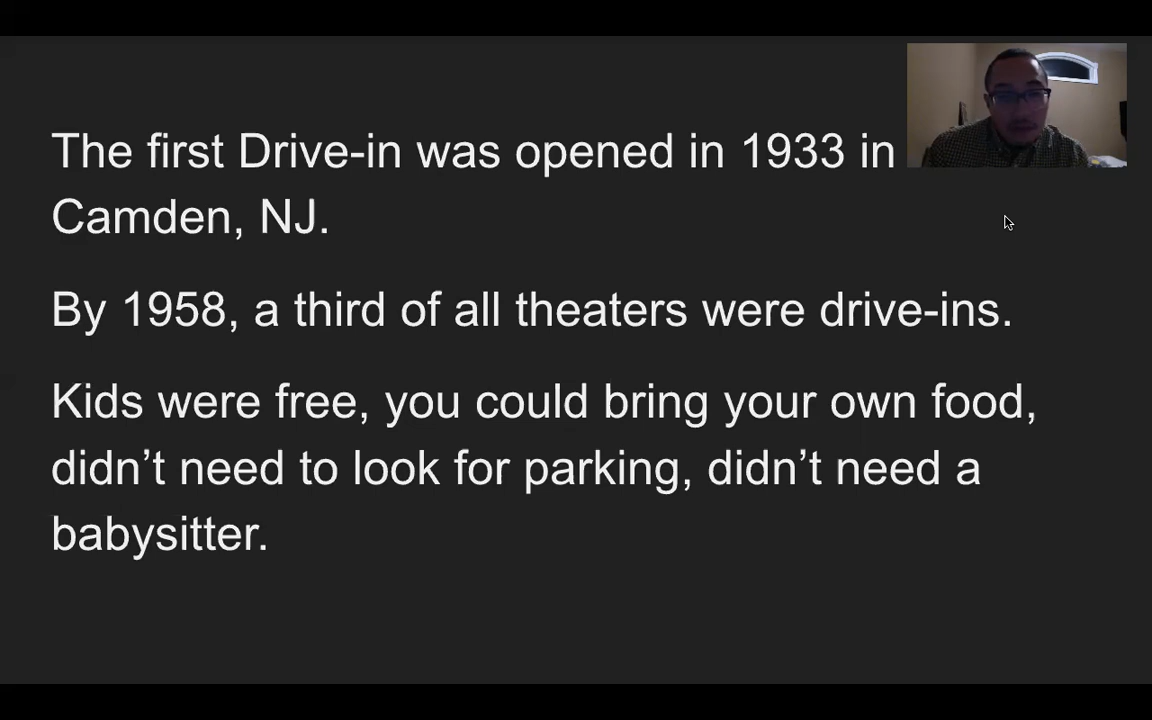 The first Drive-in was opened in 1933 in
Camden, NJ.
By 1958, a third of all theaters were drive-ins.
Kids were free, you could bring your own food,
didn’t need to look for parking, didn’t need a
babysitter.